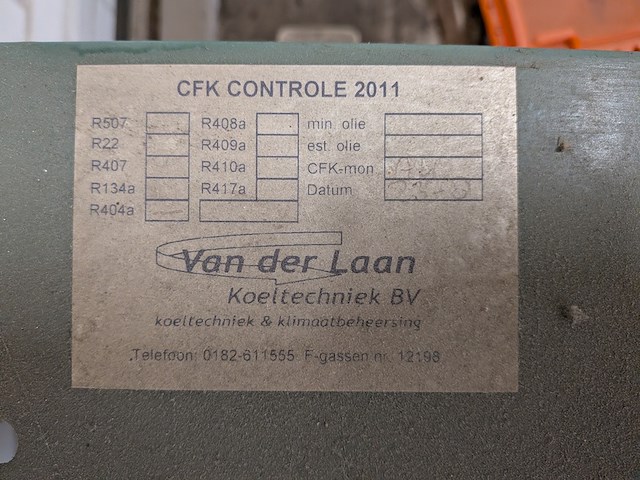 CFK CONTROLE 2011
R507 R408a min. olie
R22 R409a est. olie
R407 R410a CFK-mon
R134a R417a Datum
R404a
Van der Laan
Koeltechniek BV
koeltechniek & klimaatbeheersing
Telefoon: 0182-611555 F-gassen nr. 12198